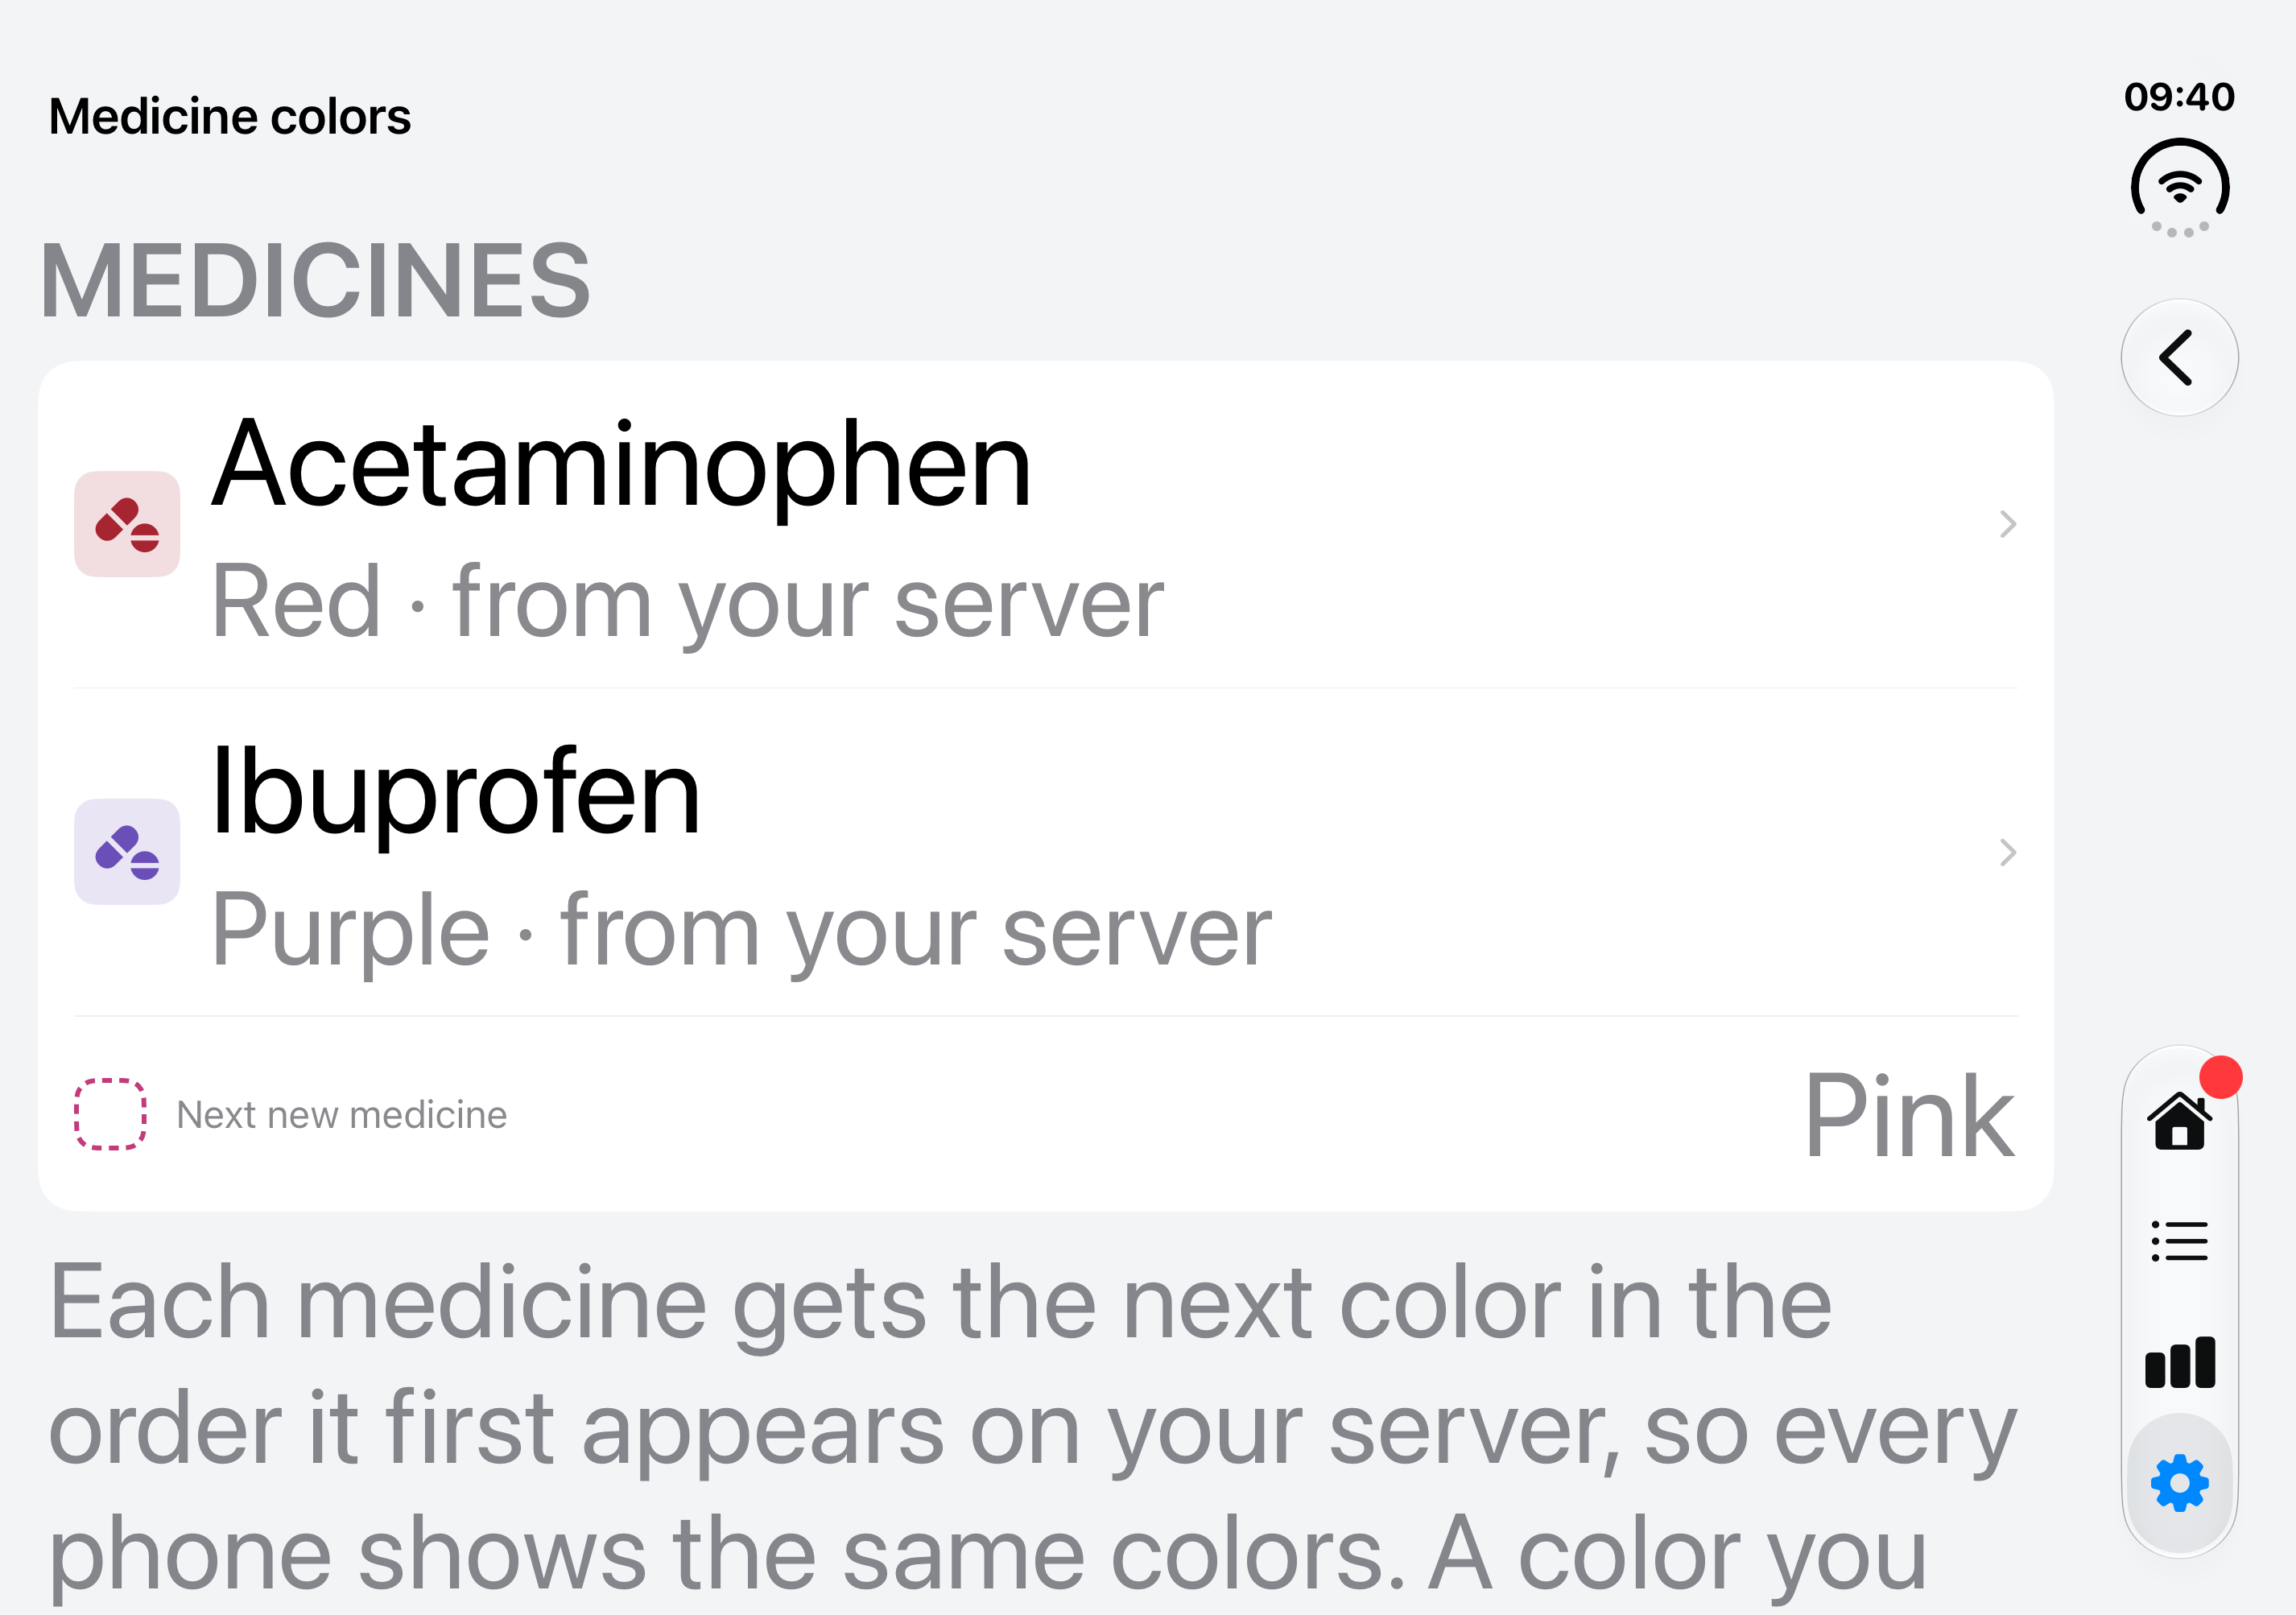 Medicine colors
09:40
MEDICINES
Acetaminophen
Red · from your server
Ibuprofen
Purple · from your server
Next new medicine
Pink
Each medicine gets the next color in the
order it first appears on your server, so every
phone shows the same colors. A color you